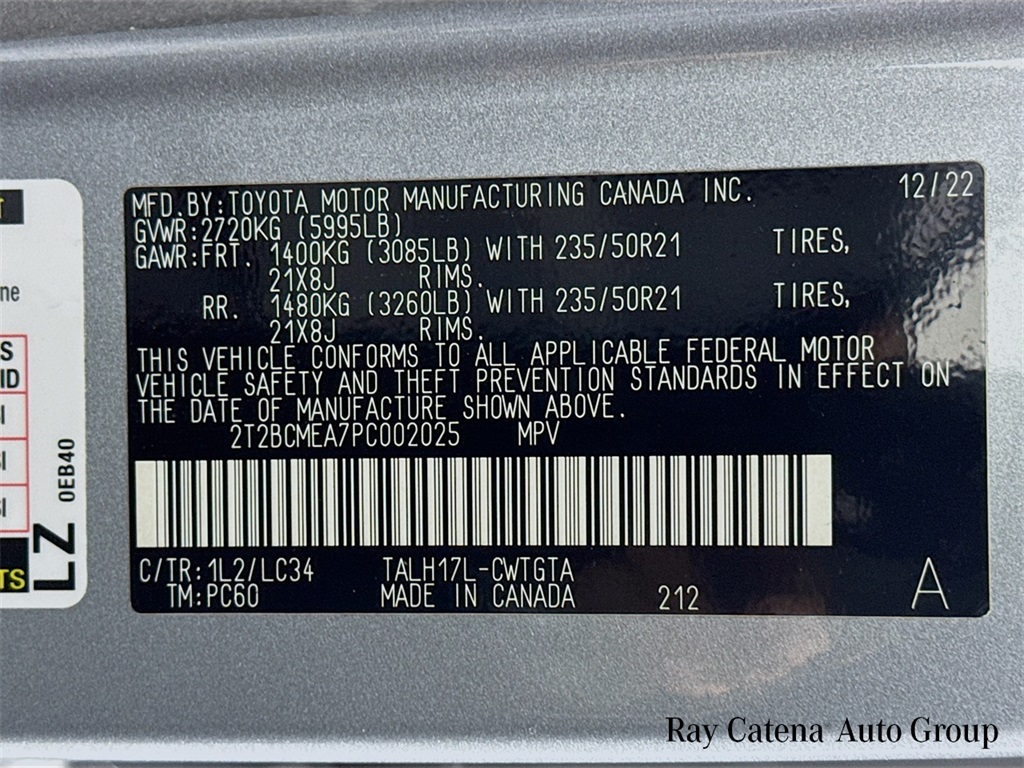 MFD.BY:TOYOTA MOTOR MANUFACTURING CANADA INC. 12/22
GVWR:2720KG (5995LB)
GAWR:FRT. 1400KG (3085LB) WITH 235/50R21 TIRES,
21X8J RIMS.
RR. 1480KG (3260LB) WITH 235/50R21 TIRES,
21X8J RIMS.
THIS VEHICLE CONFORMS TO ALL APPLICABLE FEDERAL MOTOR
VEHICLE SAFETY AND THEFT PREVENTION STANDARDS IN EFFECT ON
THE DATE OF MANUFACTURE SHOWN ABOVE.
2T2BCMEA7PC002025 MPV
C/TR:1L2/LC34 TALH17L-CWTGTA
TM:PC60 MADE IN CANADA 212 A
LZ 0EB40
Ray Catena Auto Group